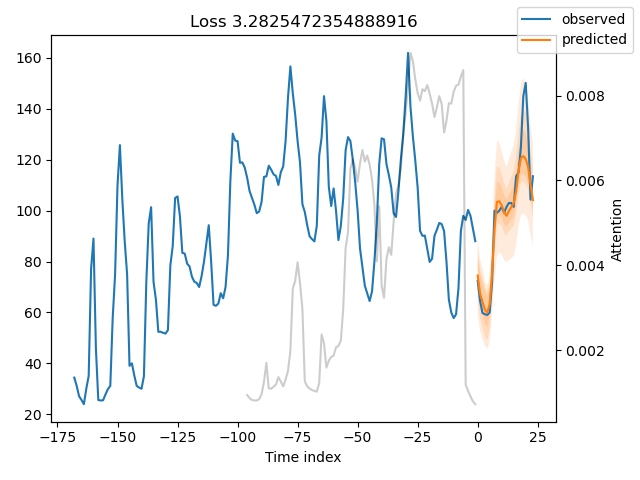 Loss 3.2825472354888916
observed
predicted
160
140
120
100
80
60
40
20
0.008
0.006
0.004
0.002
Attention
−175 −150 −125 −100 −75 −50 −25 0 25
Time index